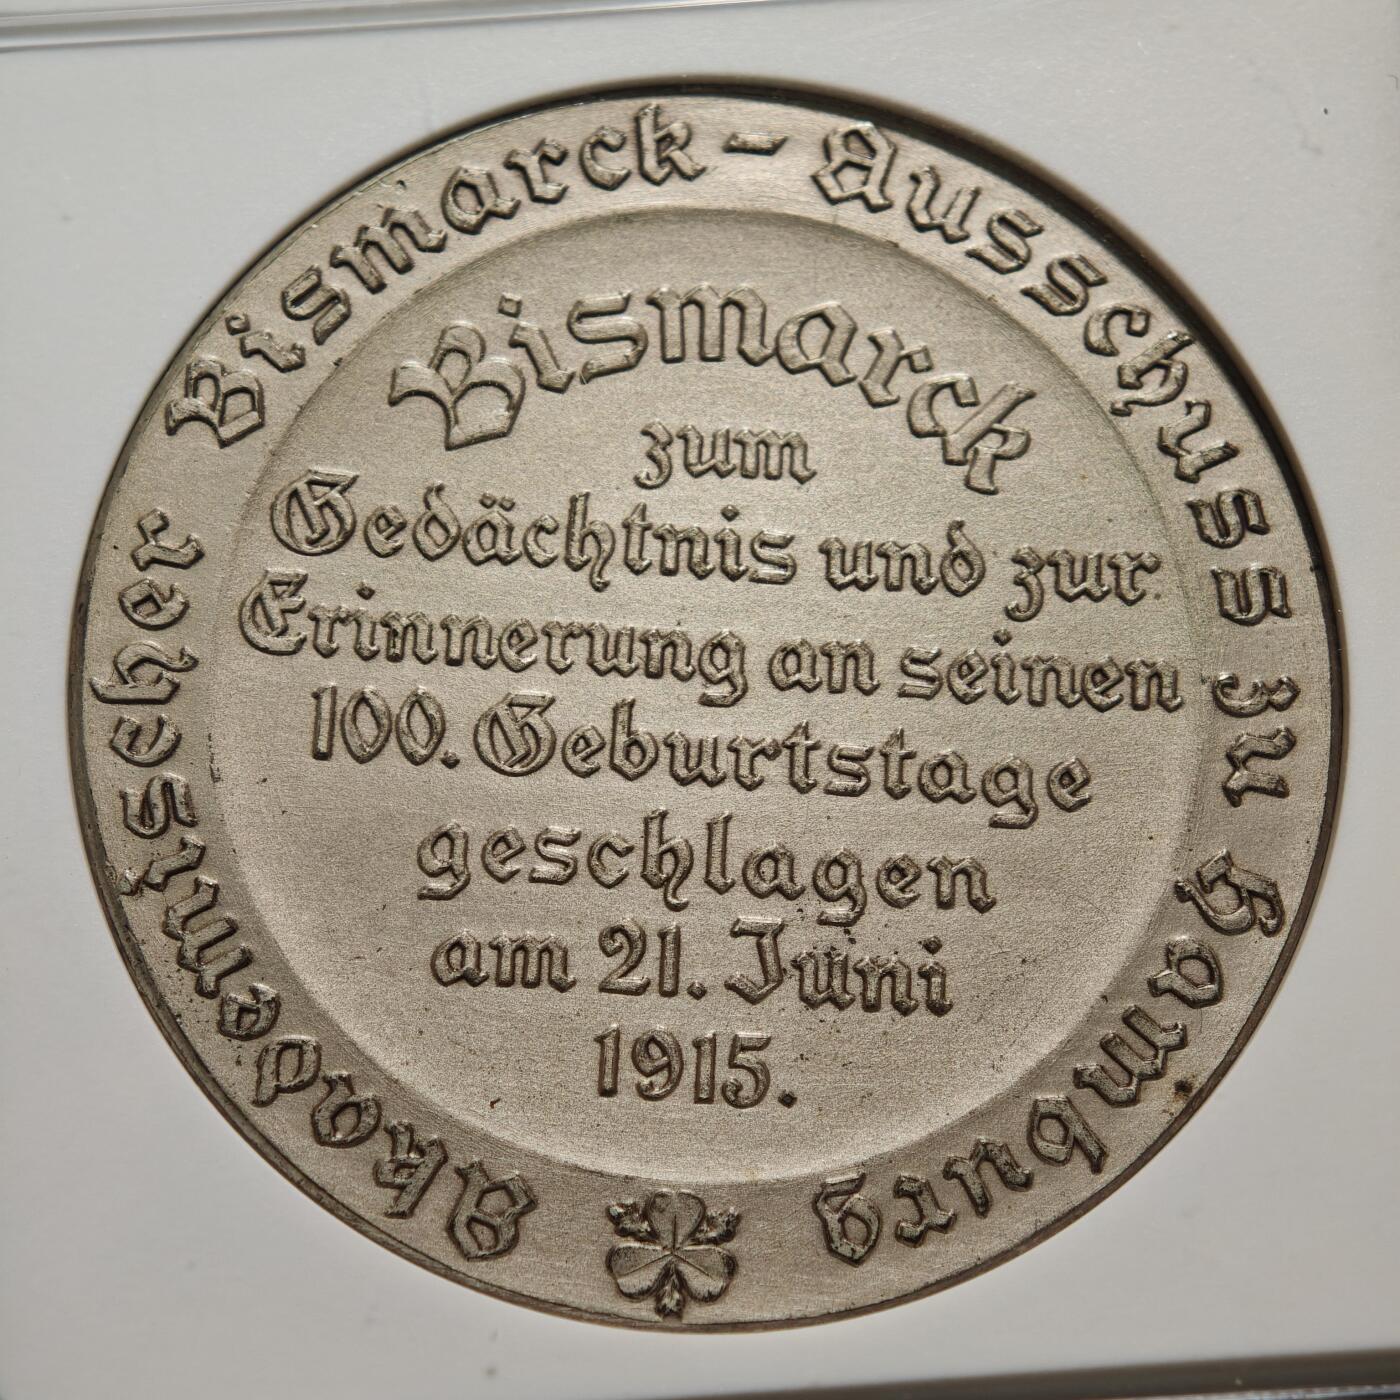 Akademischer Bismarck-Ausschuss zu Hamburg
Bismarck
zum
Gedächtnis und zur
Erinnerung an seinen
100. Geburtstage
geschlagen
am 21. Juni
1915.